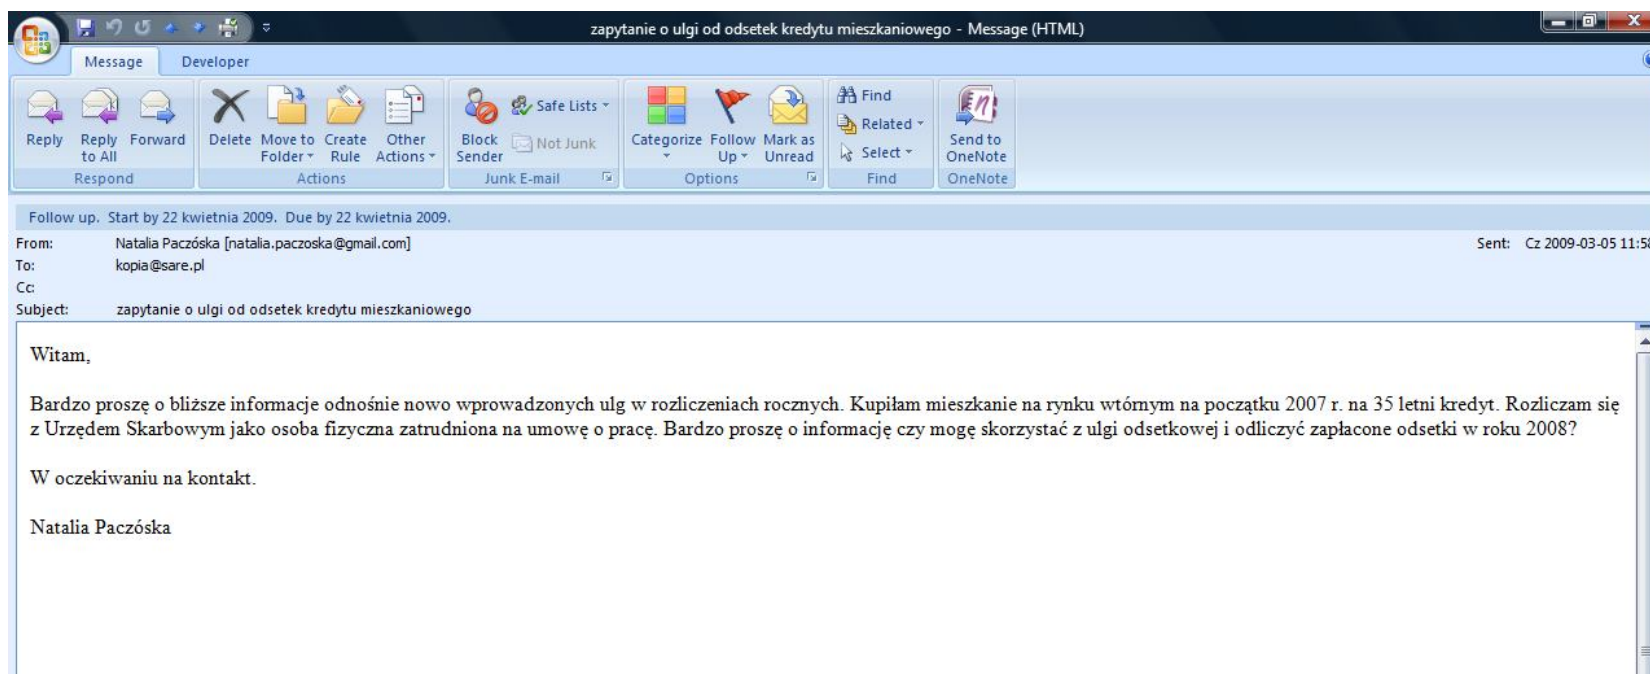 zapytanie o ulgi od odsetek kredytu mieszkaniowego - Message (HTML)
Message Developer
Reply Reply to All Forward Delete Move to Folder Create Rule Other Actions Block Sender Safe Lists Not Junk Categorize Follow Up Mark as Unread Find Related Select Send to OneNote
Respond Actions Junk E-mail Options Find OneNote
Follow up. Start by 22 kwietnia 2009. Due by 22 kwietnia 2009.
From: Natalia Paczóska [natalia.paczoska@gmail.com] Sent: Cz 2009-03-05 11:58
To: kopia@sare.pl
Cc:
Subject: zapytanie o ulgi od odsetek kredytu mieszkaniowego
Witam,
Bardzo proszę o bliższe informacje odnośnie nowo wprowadzonych ulg w rozliczeniach rocznych. Kupiłam mieszkanie na rynku wtórnym na początku 2007 r. na 35 letni kredyt. Rozliczam się
z Urzędem Skarbowym jako osoba fizyczna zatrudniona na umowę o pracę. Bardzo proszę o informację czy mogę skorzystać z ulgi odsetkowej i odliczyć zapłacone odsetki w roku 2008?
W oczekiwaniu na kontakt.
Natalia Paczóska